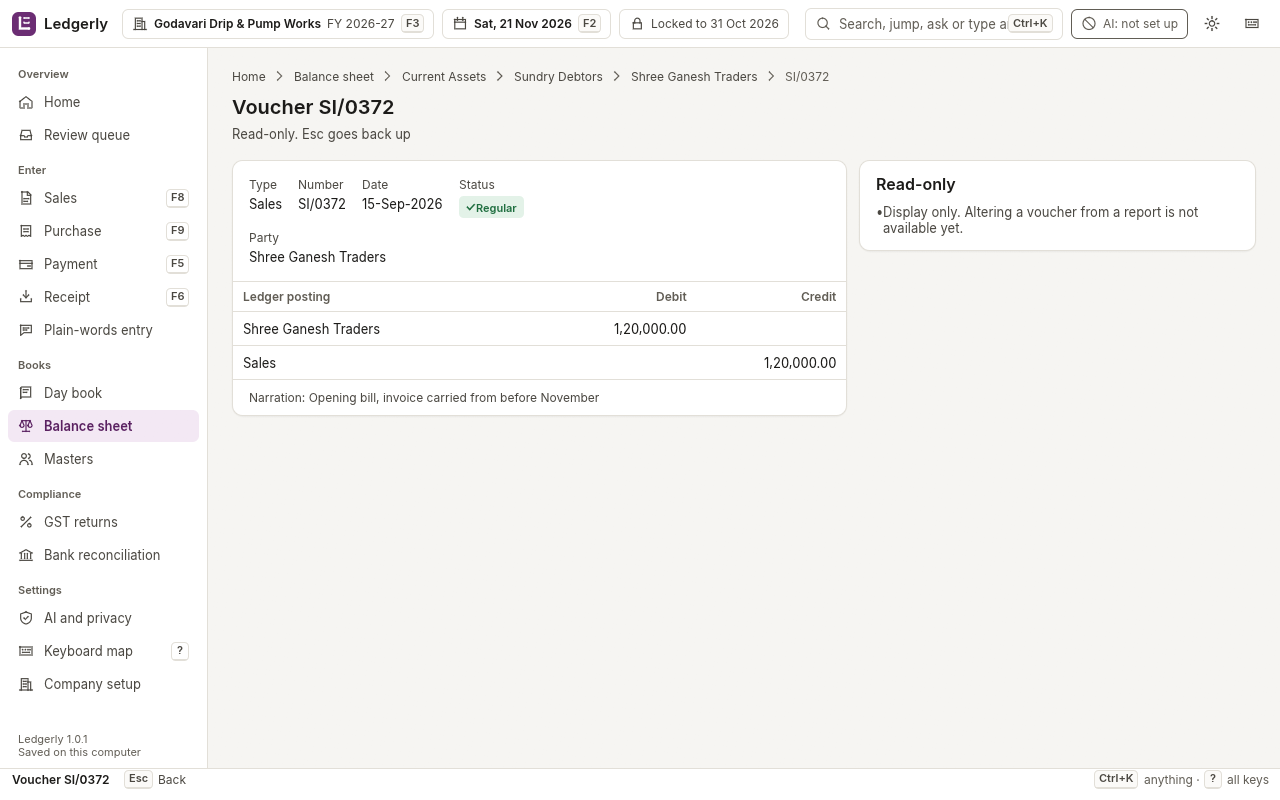 Ledgerly
Godavari Drip & Pump Works FY 2026-27 F3
Sat, 21 Nov 2026 F2
Locked to 31 Oct 2026
Search, jump, ask or type a Ctrl+K
AI: not set up
Overview
Home
Review queue
Enter
Sales F8
Purchase F9
Payment F5
Receipt F6
Plain-words entry
Books
Day book
Balance sheet
Masters
Compliance
GST returns
Bank reconciliation
Settings
AI and privacy
Keyboard map ?
Company setup
Ledgerly 1.0.1
Saved on this computer
Home Balance sheet Current Assets Sundry Debtors Shree Ganesh Traders SI/0372
Voucher SI/0372
Read-only. Esc goes back up
Type Number Date Status
Sales SI/0372 15-Sep-2026 Regular
Party
Shree Ganesh Traders
Ledger posting Debit Credit
Shree Ganesh Traders 1,20,000.00
Sales 1,20,000.00
Narration: Opening bill, invoice carried from before November
Read-only
•Display only. Altering a voucher from a report is not
available yet.
Voucher SI/0372 Esc Back
Ctrl+K anything · ? all keys